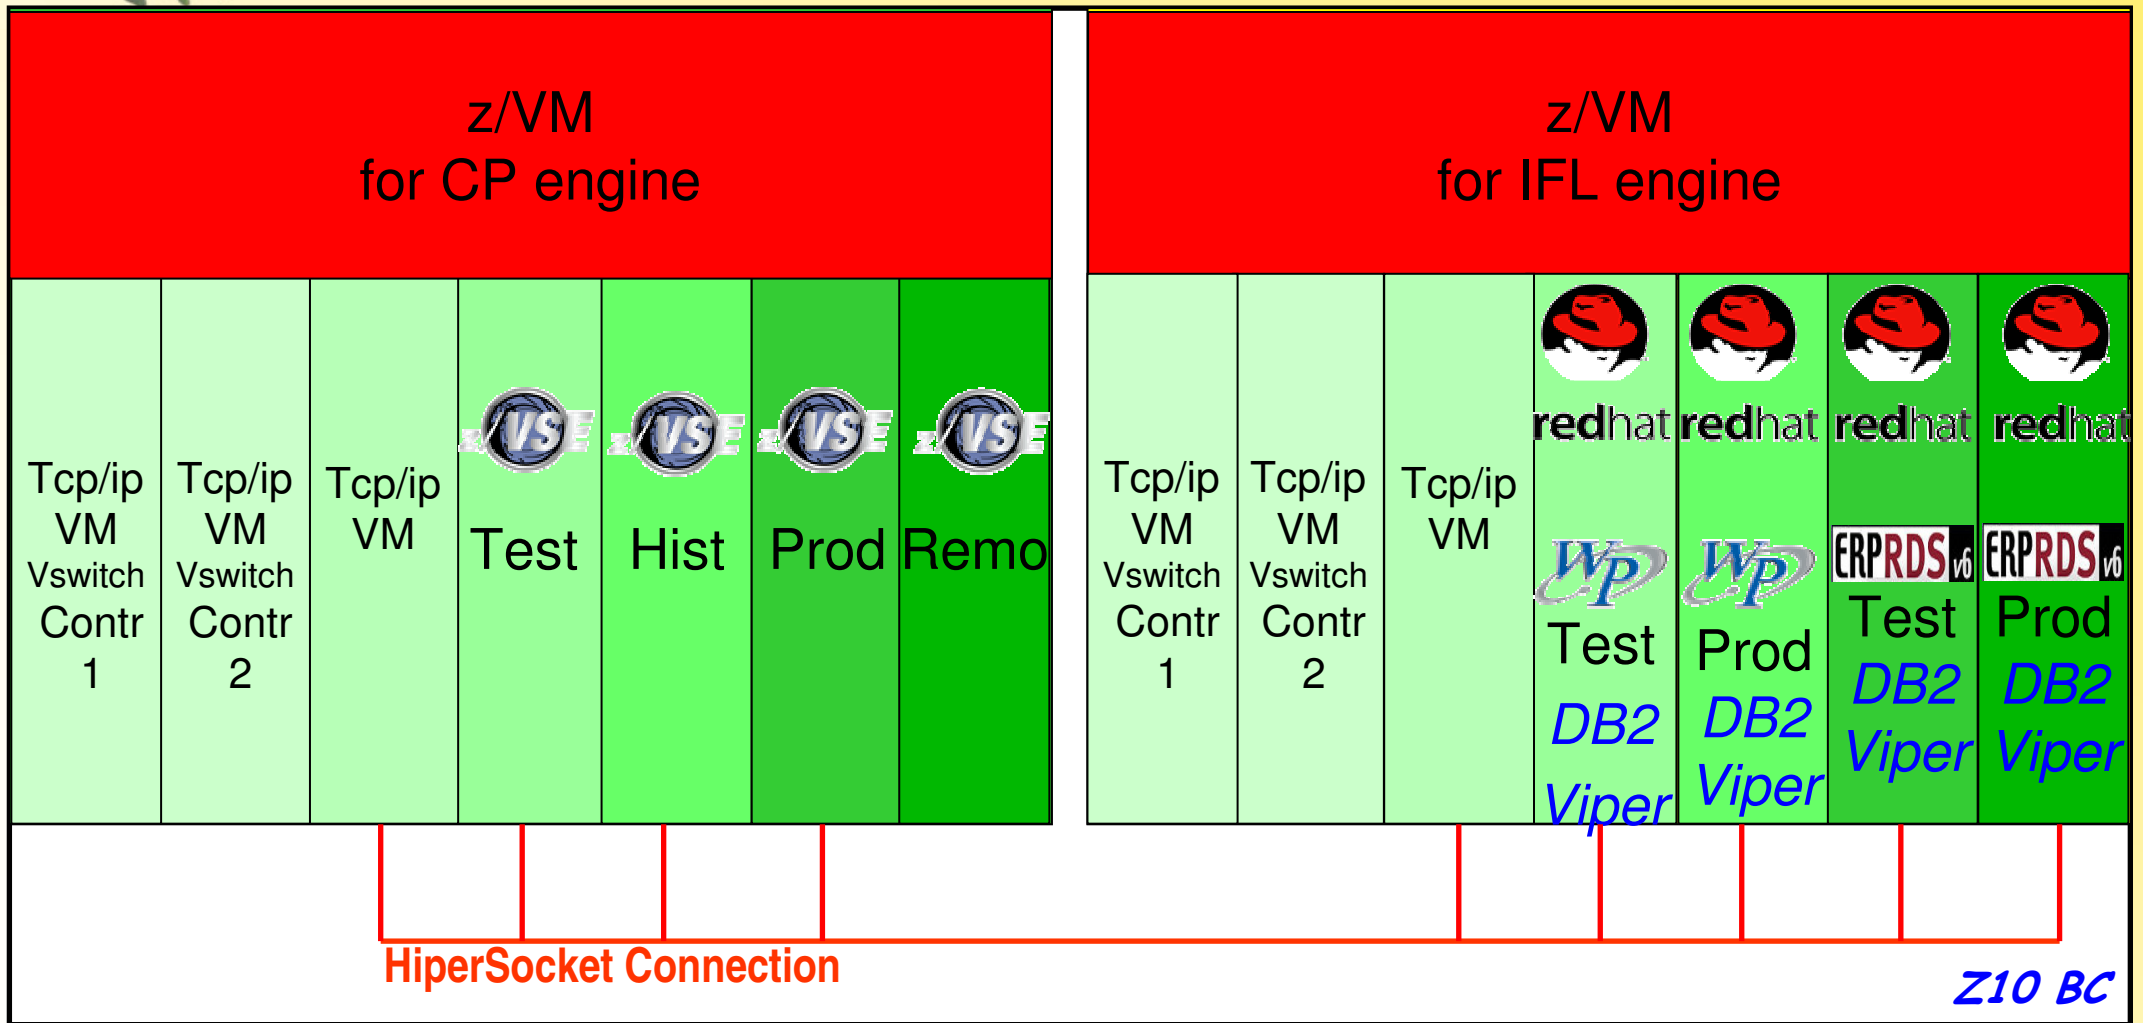 z/VM
for CP engine
z/VM
for IFL engine
Tcp/ip
VM
Vswitch
Contr
1
Tcp/ip
VM
Vswitch
Contr
2
Tcp/ip
VM
z/VSE
Test
z/VSE
Hist
z/VSE
Prod
z/VSE
Remo
Tcp/ip
VM
Vswitch
Contr
1
Tcp/ip
VM
Vswitch
Contr
2
Tcp/ip
VM
redhat
WP
Test
DB2
Viper
redhat
WP
Prod
DB2
Viper
redhat
ERPRDS v6
Test
DB2
Viper
redhat
ERPRDS v6
Prod
DB2
Viper
HiperSocket Connection
Z10 BC